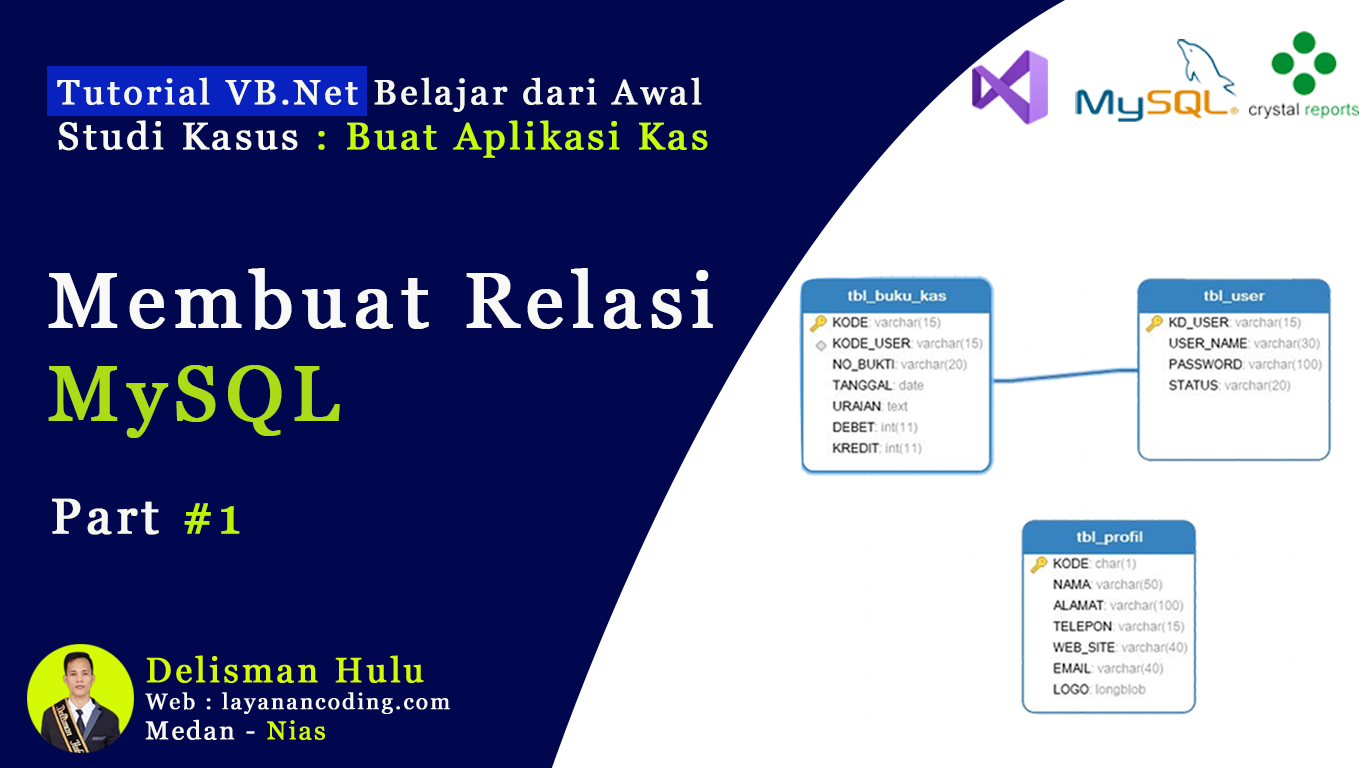 Tutorial VB.Net Belajar dari Awal
Studi Kasus : Buat Aplikasi Kas
MySQL®
crystal reports
Membuat Relasi
MySQL
Part #1
tbl_buku_kas
KODE: varchar(15)
KODE_USER: varchar(15)
NO_BUKTI: varchar(20)
TANGGAL: date
URAIAN: text
DEBET: int(11)
KREDIT: int(11)
tbl_user
KD_USER: varchar(15)
USER_NAME: varchar(30)
PASSWORD: varchar(100)
STATUS: varchar(20)
tbl_profil
KODE: char(1)
NAMA: varchar(50)
ALAMAT: varchar(100)
TELEPON: varchar(15)
WEB_SITE: varchar(40)
EMAIL: varchar(40)
LOGO: longblob
Delisman Hulu
Web : layanancoding.com
Medan - Nias